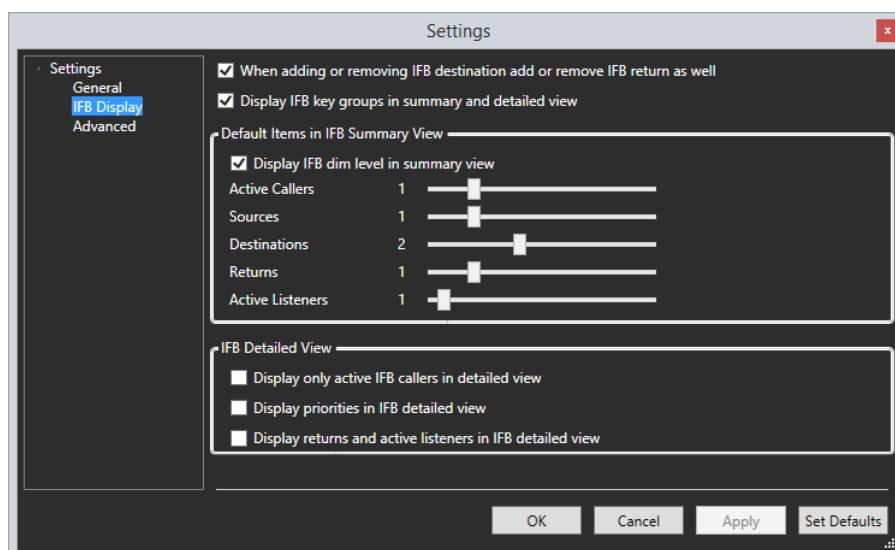 Settings
x
Settings
General
IFB Display
Advanced
When adding or removing IFB destination add or remove IFB return as well
Display IFB key groups in summary and detailed view
Default Items in IFB Summary View
Display IFB dim level in summary view
Active Callers 1
Sources 1
Destinations 2
Returns 1
Active Listeners 1
IFB Detailed View
Display only active IFB callers in detailed view
Display priorities in IFB detailed view
Display returns and active listeners in IFB detailed view
OK Cancel Apply Set Defaults